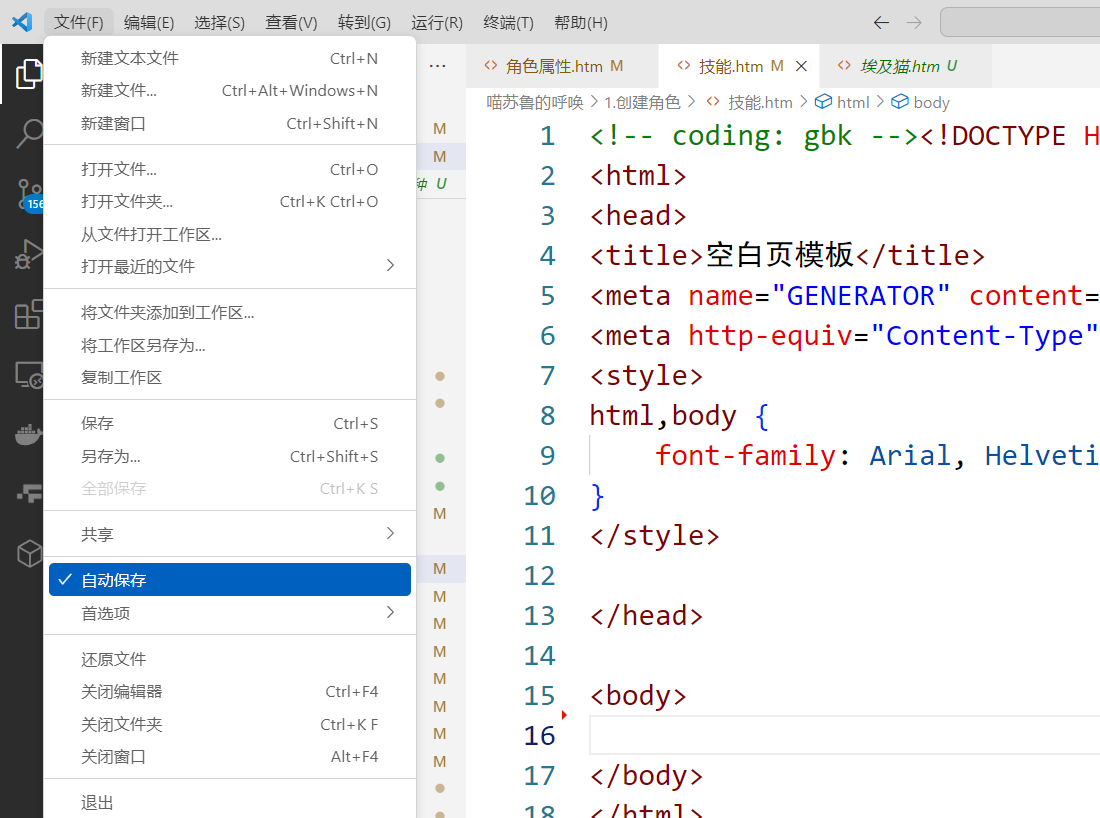 文件(F) 编辑(E) 选择(S) 查看(V) 转到(G) 运行(R) 终端(T) 帮助(H)
新建文本文件 Ctrl+N
新建文件... Ctrl+Alt+Windows+N
新建窗口 Ctrl+Shift+N
打开文件... Ctrl+O
打开文件夹... Ctrl+K Ctrl+O
从文件打开工作区...
打开最近的文件
将文件夹添加到工作区...
将工作区另存为...
复制工作区
保存 Ctrl+S
另存为... Ctrl+Shift+S
全部保存 Ctrl+K S
共享
自动保存
首选项
还原文件
关闭编辑器 Ctrl+F4
关闭文件夹 Ctrl+K F
关闭窗口 Alt+F4
退出
156
...
M
M
种 U
M
M
M
M
M
M
M
M
M
角色属性.htm M 技能.htm M 埃及猫.htm U
喵苏鲁的呼唤 > 1.创建角色 > 技能.htm > html > body
1 <!-- coding: gbk --><!DOCTYPE H
2 <html>
3 <head>
4 <title>空白页模板</title>
5 <meta name="GENERATOR" content=
6 <meta http-equiv="Content-Type"
7 <style>
8 html,body {
9 font-family: Arial, Helveti
10 }
11 </style>
12
13 </head>
14
15 <body>
16
17 </body>
18 </html>